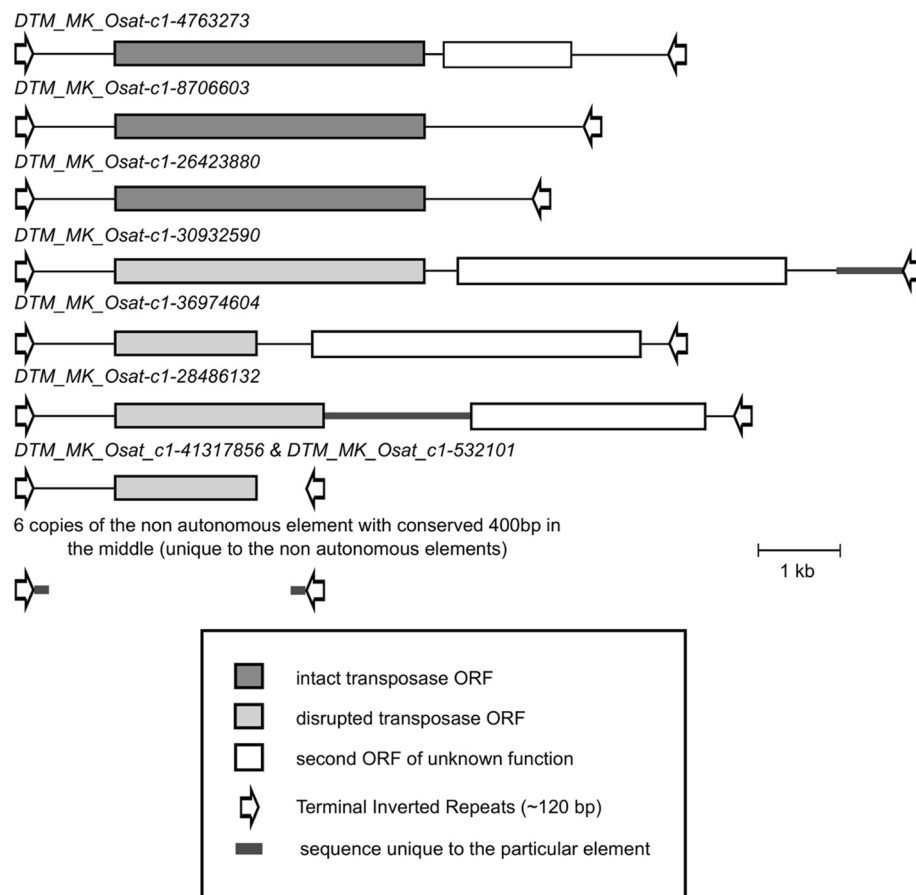 DTM_MK_Osat-c1-4763273
DTM_MK_Osat-c1-8706603
DTM_MK_Osat-c1-26423880
DTM_MK_Osat-c1-30932590
DTM_MK_Osat-c1-36974604
DTM_MK_Osat-c1-28486132
DTM_MK_Osat_c1-41317856 & DTM_MK_Osat_c1-532101
6 copies of the non autonomous element with conserved 400bp in
the middle (unique to the non autonomous elements)
1 kb
intact transposase ORF
disrupted transposase ORF
second ORF of unknown function
Terminal Inverted Repeats (~120 bp)
sequence unique to the particular element